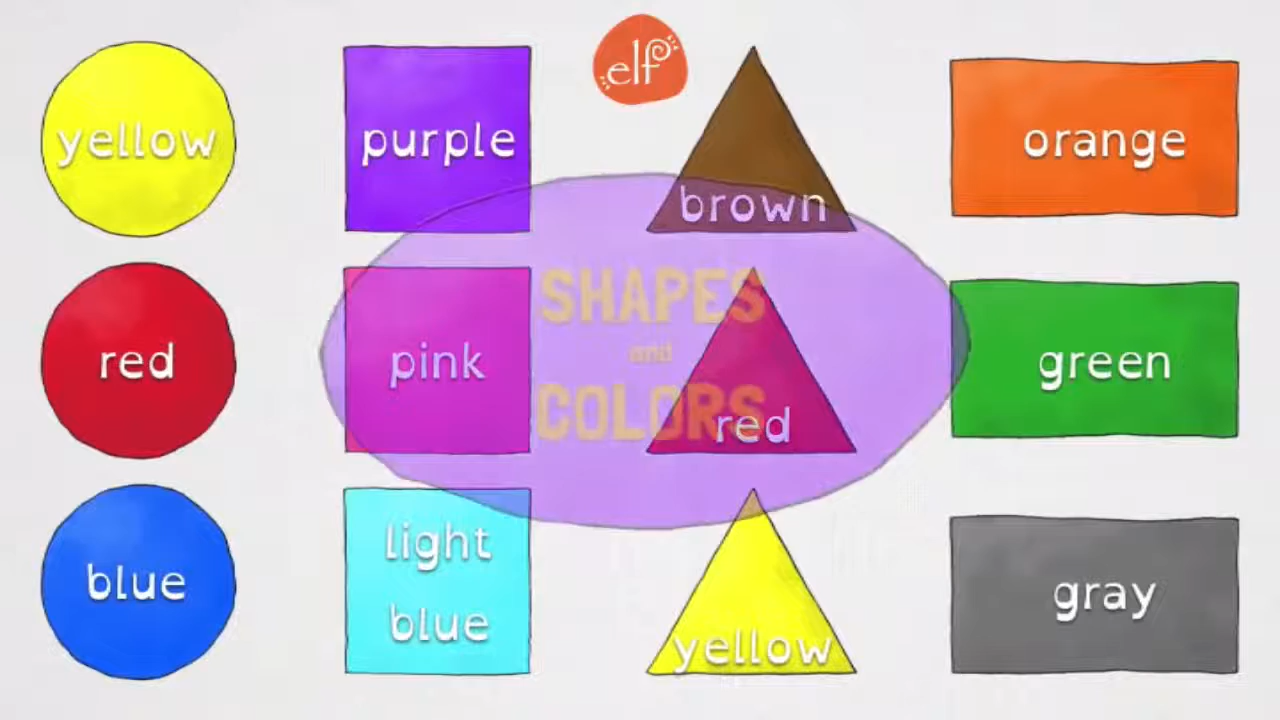 elf
yellow
purple
brown
orange
SHAPES
and
COLORS
red
pink
red
green
blue
light
blue
yellow
gray